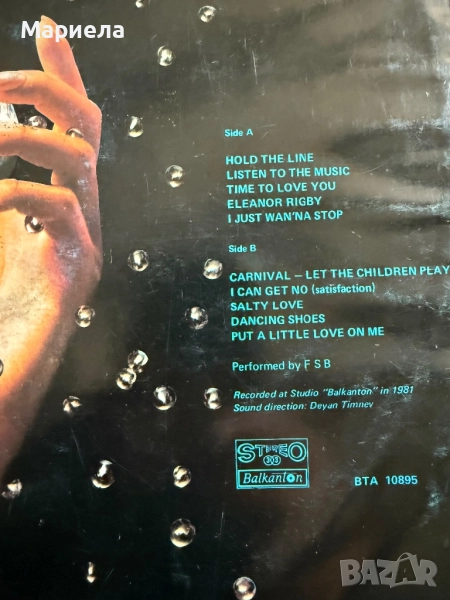 Мариела
Side A
HOLD THE LINE
LISTEN TO THE MUSIC
TIME TO LOVE YOU
ELEANOR RIGBY
I JUST WAN'NA STOP
Side B
CARNIVAL – LET THE CHILDREN PLAY
I CAN GET NO (satisfaction)
SALTY LOVE
DANCING SHOES
PUT A LITTLE LOVE ON ME
Performed by F S B
Recorded at Studio "Balkanton" in 1981
Sound direction: Deyan Timnev
STEREO
33
Balkanton
BTA 10895
BAZAR